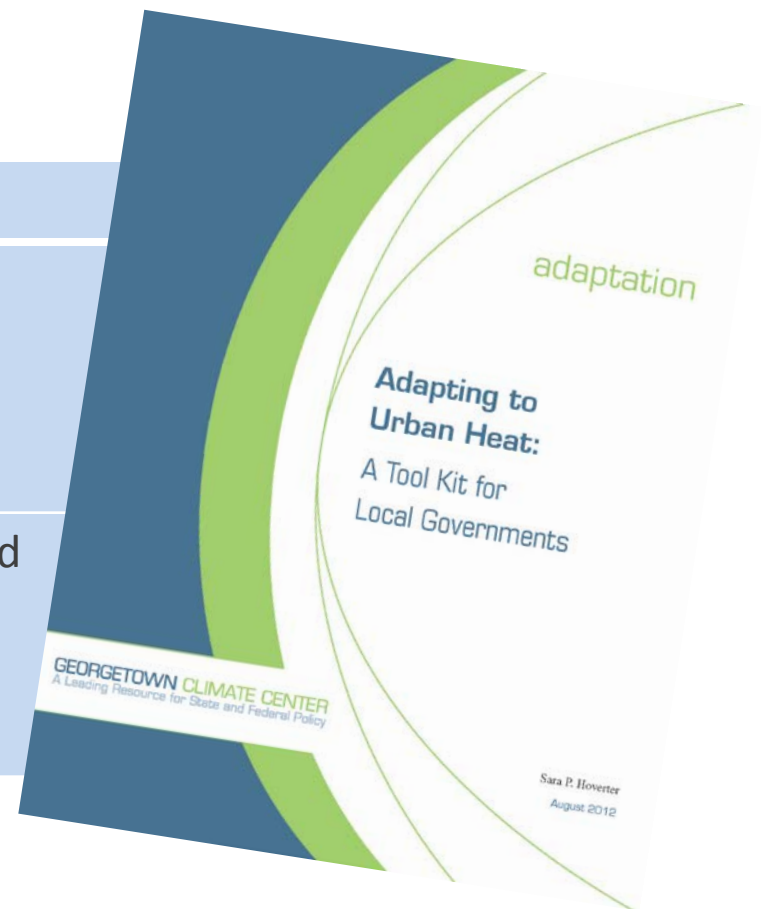 adaptation
Adapting to
Urban Heat:
A Tool Kit for
Local Governments
d
GEORGETOWN CLIMATE CENTER
A Leading Resource for State and Federal Policy
Sara P. Hoverter
August 2012